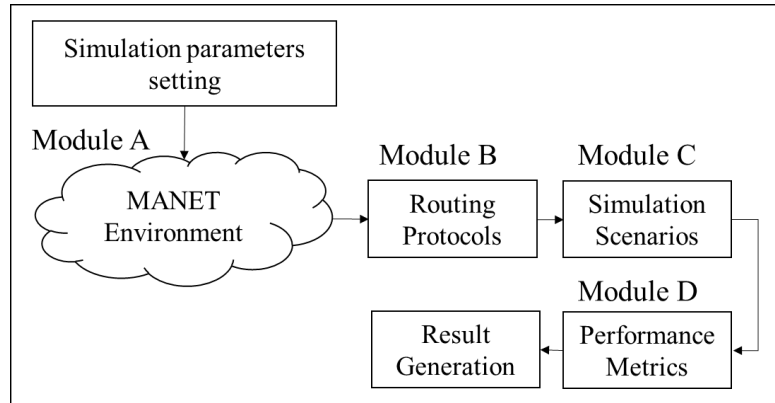 Simulation parameters
setting
Module A
MANET
Environment
Module B
Routing
Protocols
Module C
Simulation
Scenarios
Module D
Performance
Metrics
Result
Generation